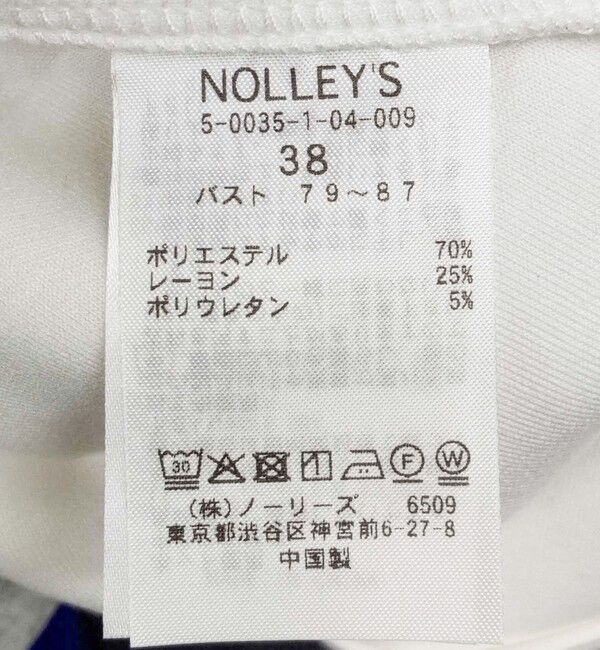 NOLLEY'S
5-0035-1-04-009
38
バスト 79~87
ポリエステル 70%
レーヨン 25%
ポリウレタン 5%
30 F W
(株)ノーリーズ 6509
東京都渋谷区神宮前6-27-8
中国製